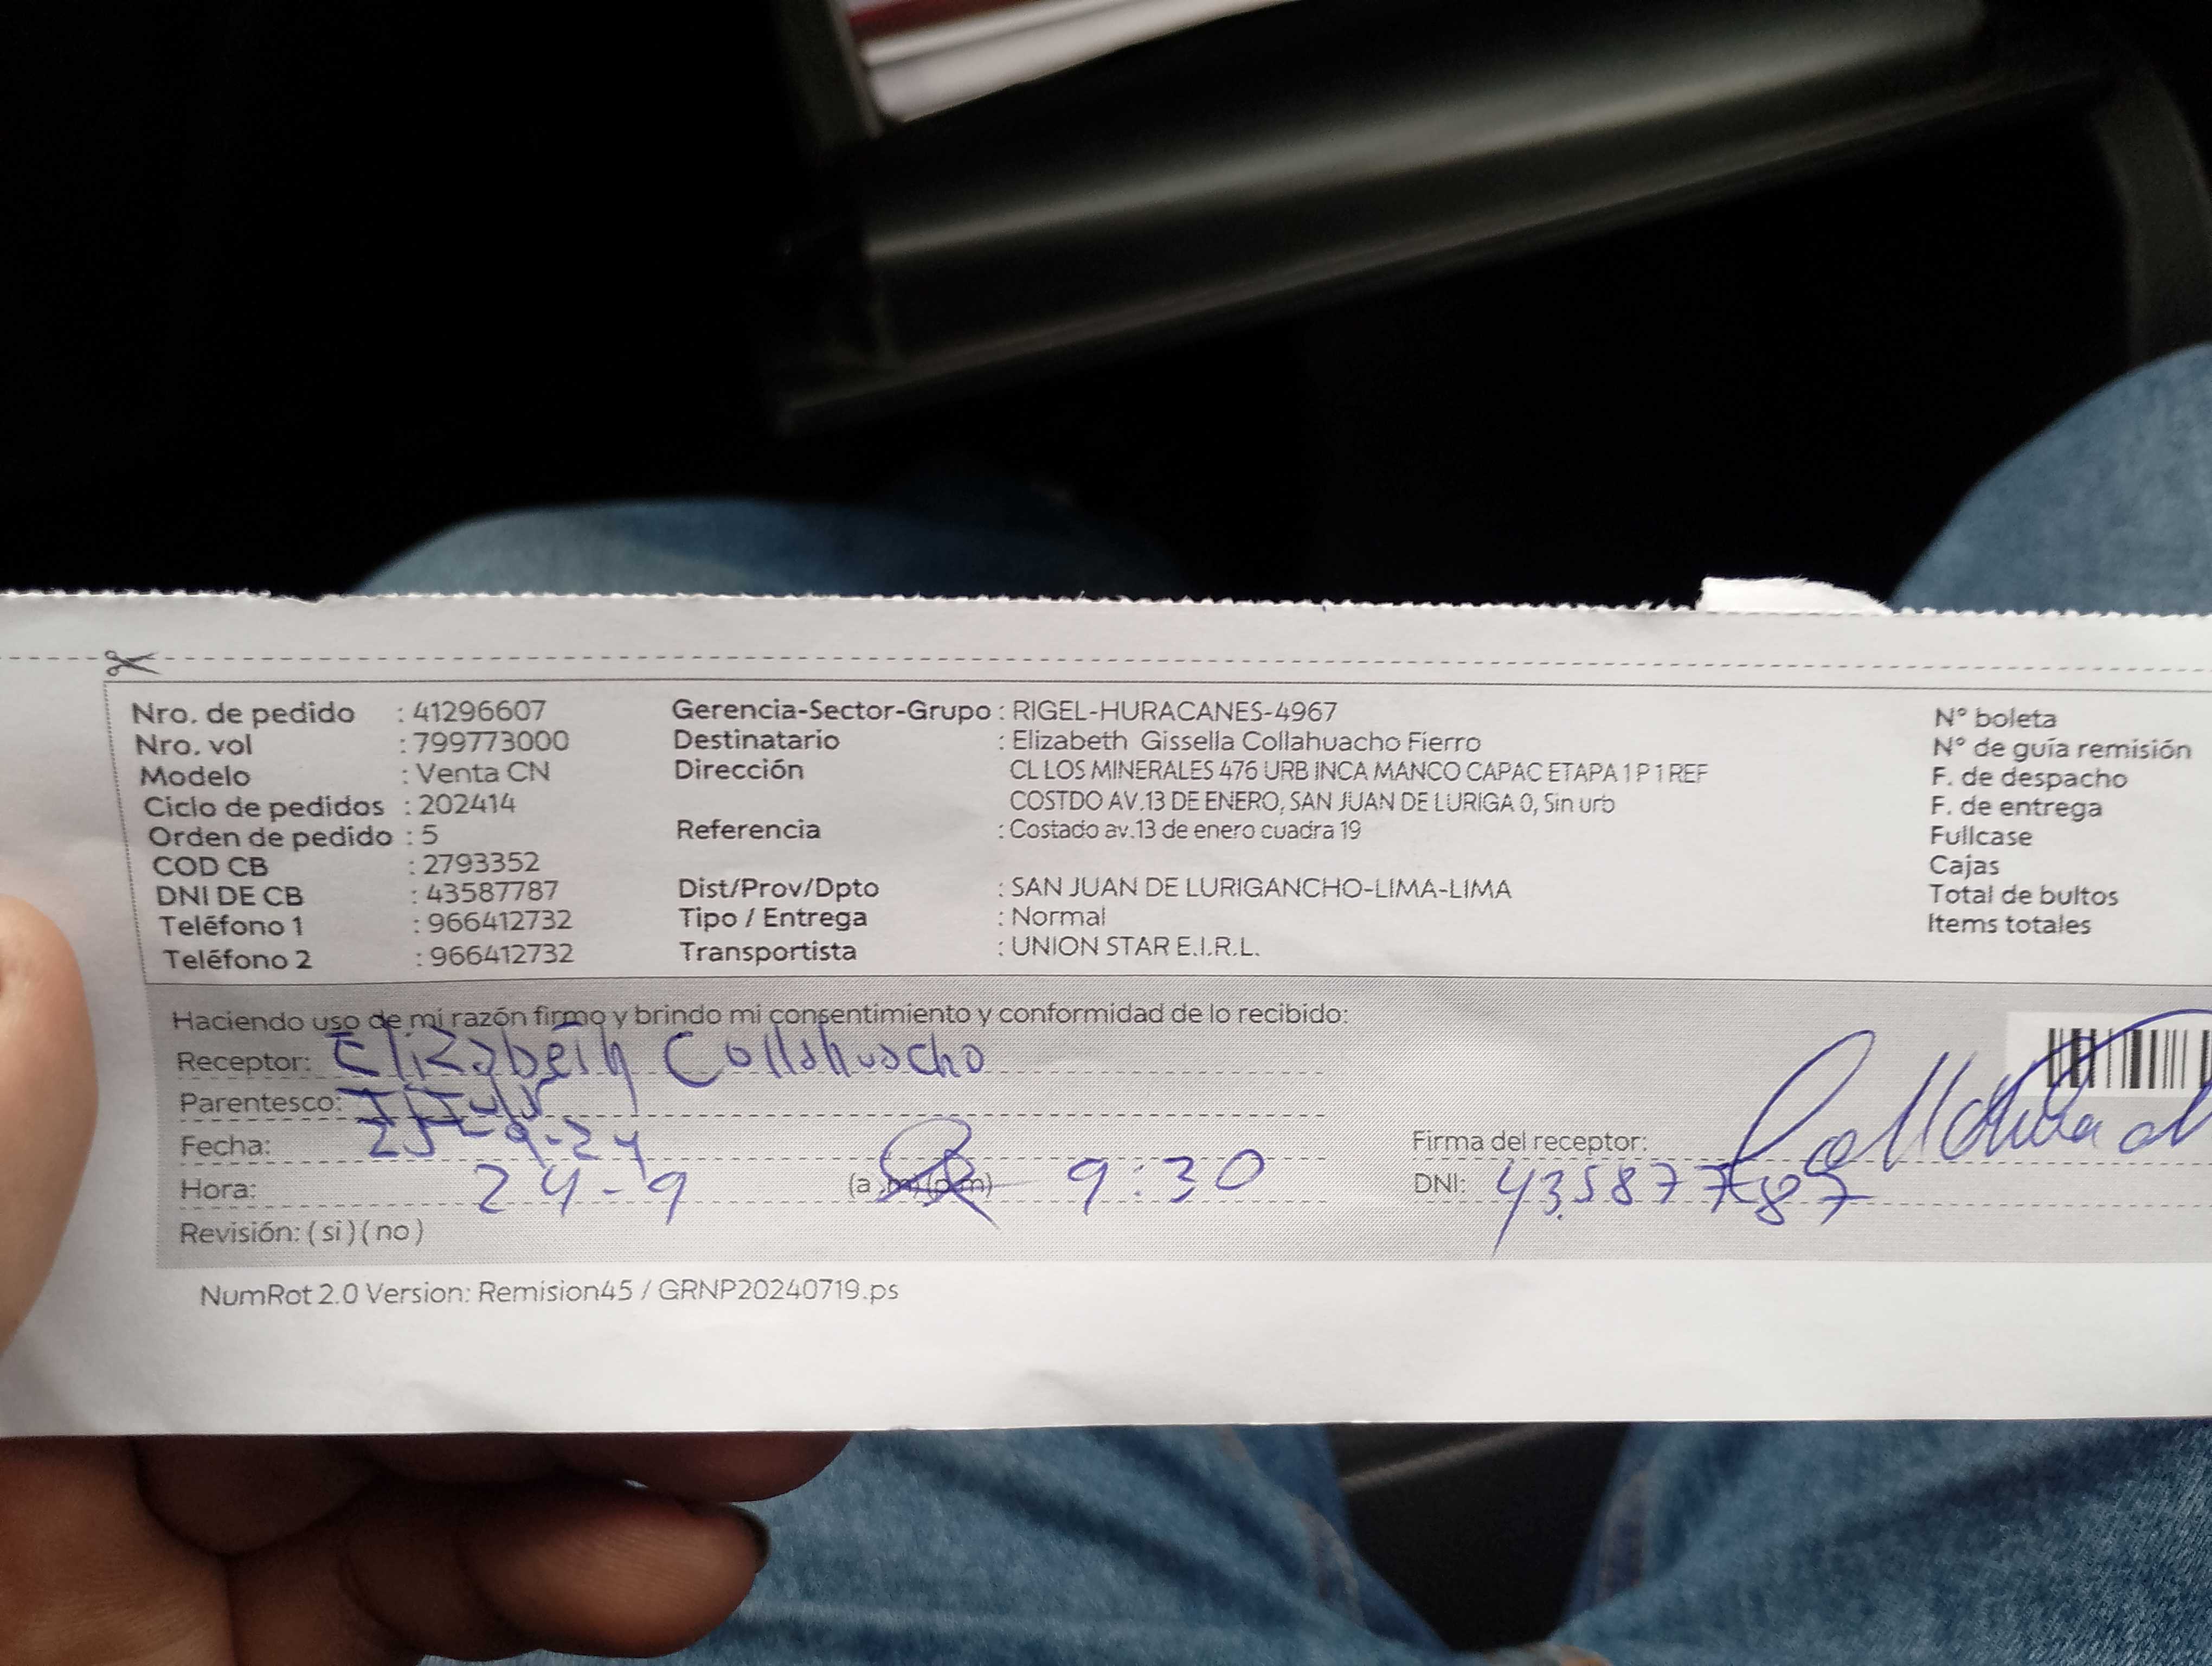 Nro. de pedido : 41296607 Gerencia-Sector-Grupo : RIGEL-HURACANES-4967 N° boleta
Nro. vol : 799773000 Destinatario : Elizabeth Gissella Collahuacho Fierro N° de guía remisión
Modelo : Venta CN Dirección CL LOS MINERALES 476 URB INCA MANCO CAPAC ETAPA 1 P 1 REF F. de despacho
Ciclo de pedidos : 202414 COSTDO AV.13 DE ENERO, SAN JUAN DE LURIGA 0, Sin urb F. de entrega
Orden de pedido : 5 Referencia : Costado av.13 de enero cuadra 19 Fullcase
COD CB : 2793352 Cajas
DNI DE CB : 43587787 Dist/Prov/Dpto : SAN JUAN DE LURIGANCHO-LIMA-LIMA Total de bultos
Teléfono 1 : 966412732 Tipo / Entrega : Normal Items totales
Teléfono 2 : 966412732 Transportista : UNION STAR E.I.R.L.
Haciendo uso de mi razón firmo y brindo mi consentimiento y conformidad de lo recibido:
Receptor: Elizabeth Collahuacho
Parentesco:
Fecha: Firma del receptor:
Hora: 24-9 9:30 DNI: 43587787
Revisión: (si) (no)
NumRot 2.0 Version: Remision45 / GRNP20240719.ps